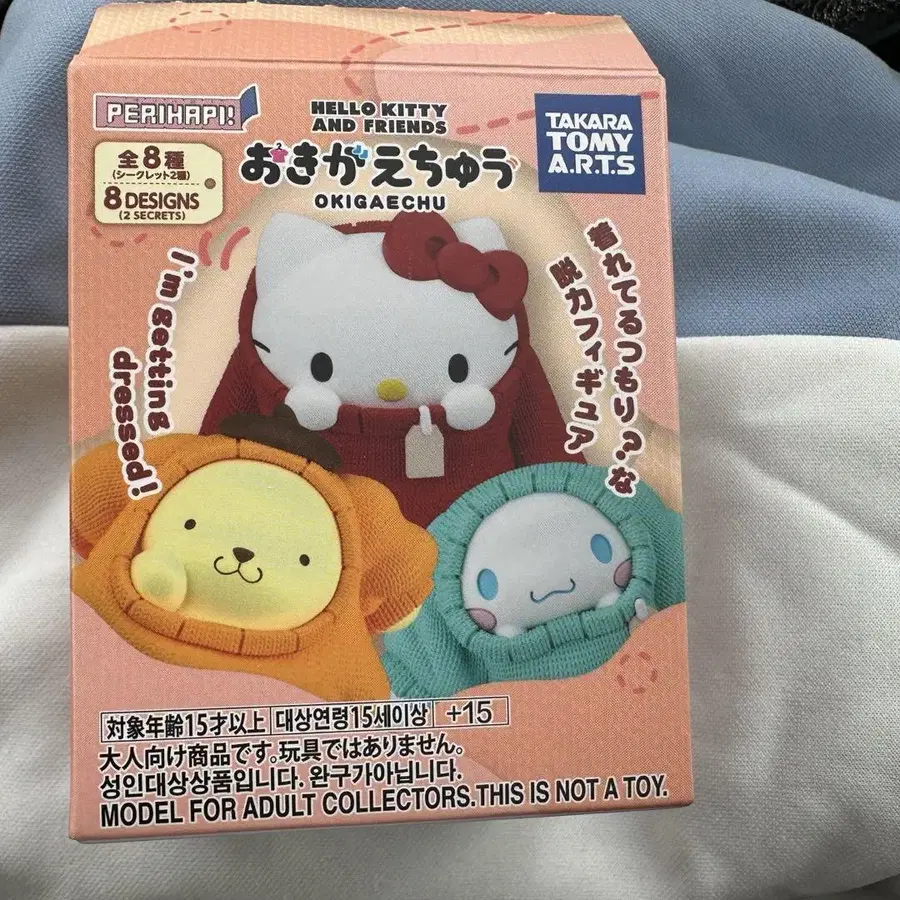 PERIHAPI!
HELLO KITTY
AND FRIENDS
おきがえちゅう
OKIGAECHU
TAKARA
TOMY
A.R.T.S
全8種
(シークレット2種)
8 DESIGNS
(2 SECRETS)
I'm getting
dressed!
着れてるつもり?な
脱力フィギュア
対象年齢15才以上 대상연령15세이상 +15
大人向け商品です。玩具ではありません。
성인대상상품입니다. 완구가아닙니다.
MODEL FOR ADULT COLLECTORS.THIS IS NOT A TOY.